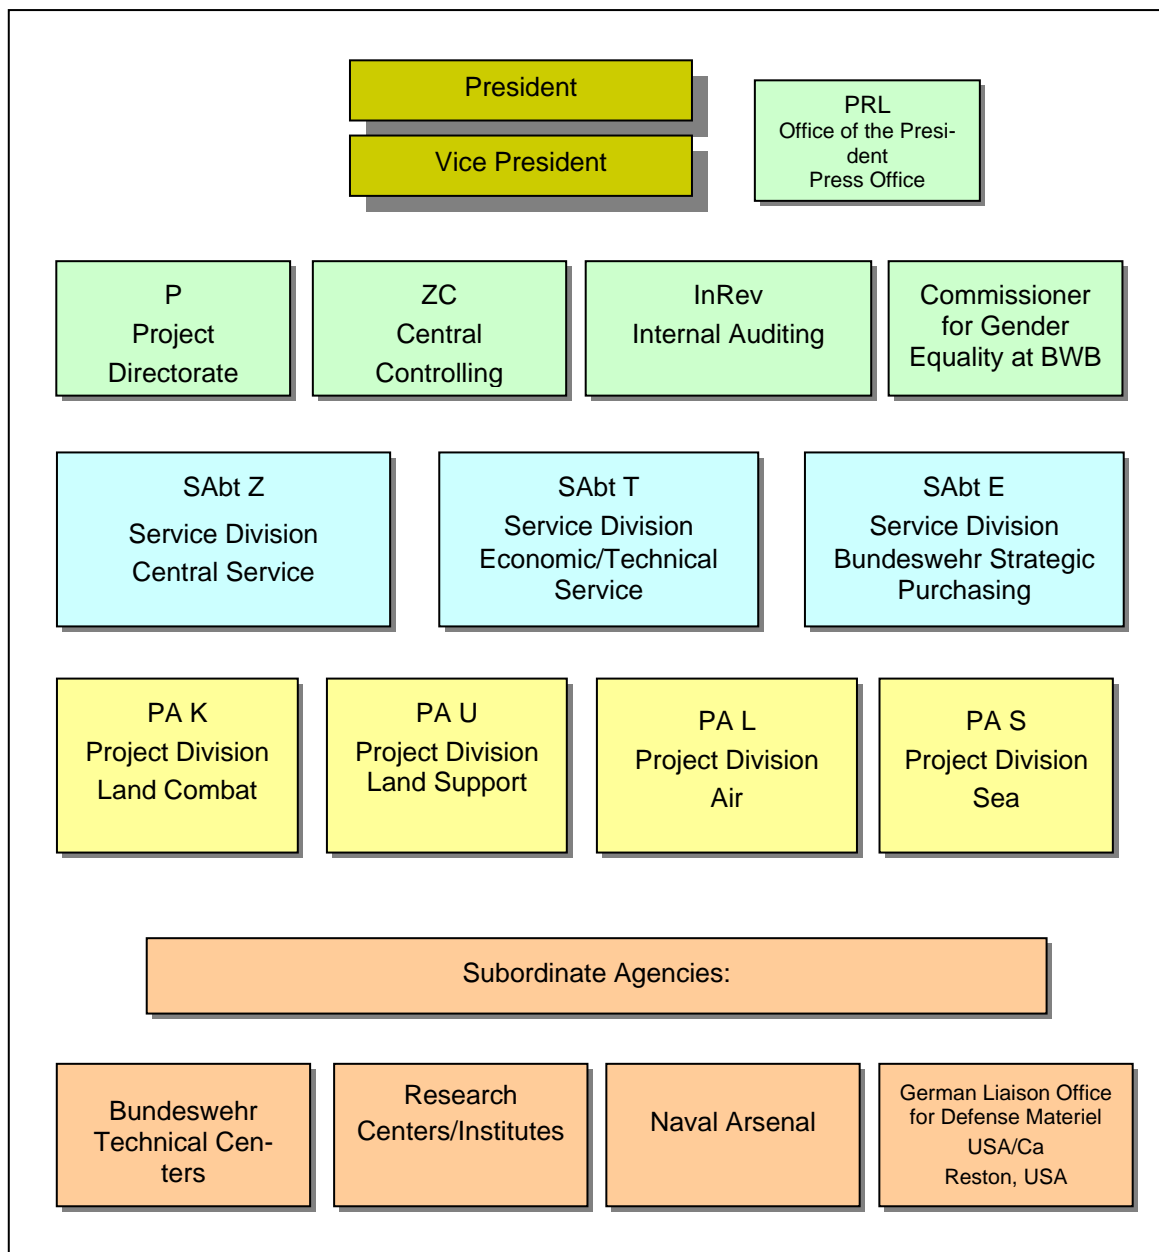 President
Vice President
PRL
Office of the Presi-
dent
Press Office
P
Project
Directorate
ZC
Central
Controlling
InRev
Internal Auditing
Commissioner
for Gender
Equality at BWB
SAbt Z
Service Division
Central Service
SAbt T
Service Division
Economic/Technical
Service
SAbt E
Service Division
Bundeswehr Strategic
Purchasing
PA K
Project Division
Land Combat
PA U
Project Division
Land Support
PA L
Project Division
Air
PA S
Project Division
Sea
Subordinate Agencies:
Bundeswehr
Technical Cen-
ters
Research
Centers/Institutes
Naval Arsenal
German Liaison Office
for Defense Materiel
USA/Ca
Reston, USA